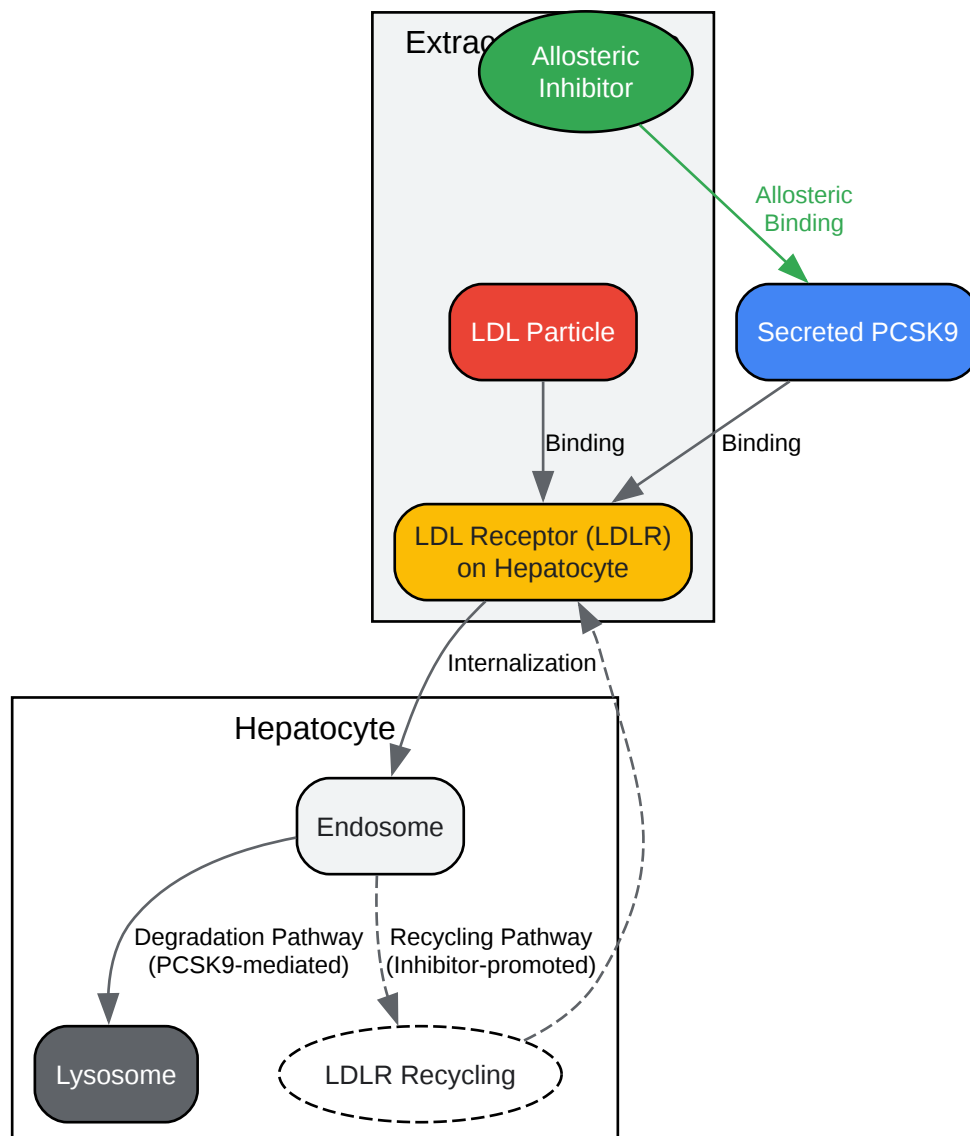 Extrac
Allosteric
Inhibitor
Allosteric
Binding
LDL Particle
Secreted PCSK9
Binding
Binding
LDL Receptor (LDLR)
on Hepatocyte
Internalization
Hepatocyte
Endosome
Degradation Pathway
(PCSK9-mediated)
Recycling Pathway
(Inhibitor-promoted)
Lysosome
LDLR Recycling